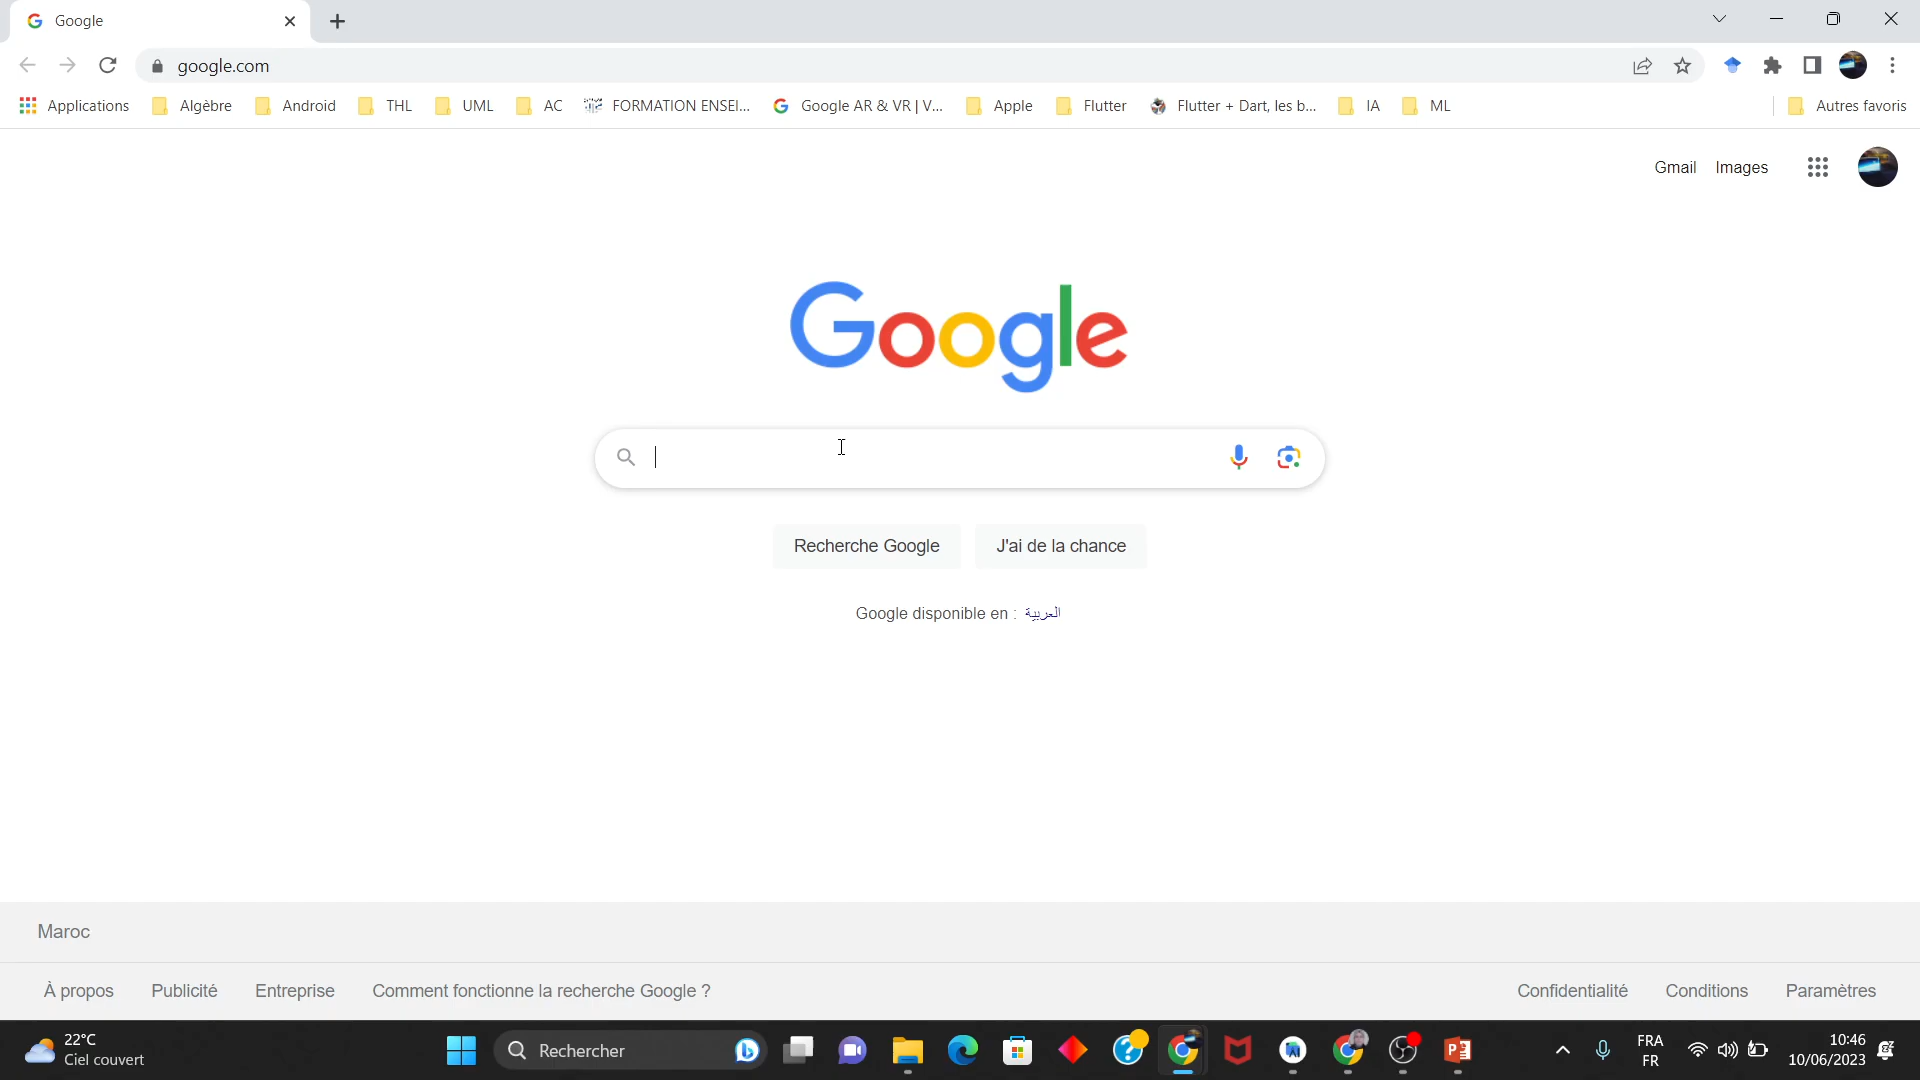 Google
google.com
Applications Algèbre Android THL UML AC FORMATION ENSEI... Google AR & VR | V... Apple Flutter Flutter + Dart, les b... IA ML Autres favoris
Gmail Images
Google
Recherche Google J'ai de la chance
Google disponible en : العربية
Maroc
À propos Publicité Entreprise Comment fonctionne la recherche Google ? Confidentialité Conditions Paramètres
22°C
Ciel couvert
Rechercher
FRA
FR
10:46
10/06/2023